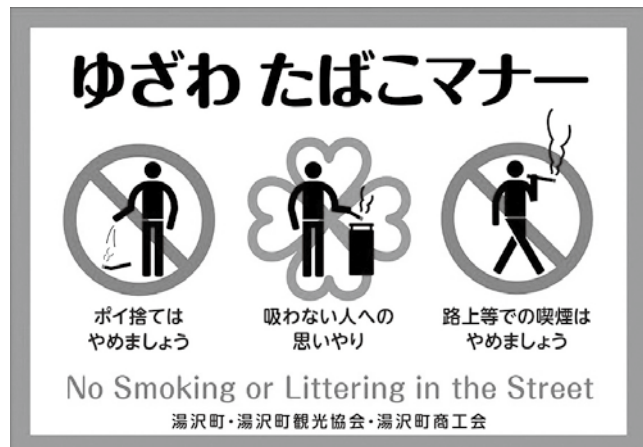 ゆざわ たばこマナー
ポイ捨ては
やめましょう
吸わない人への
思いやり
路上等での喫煙は
やめましょう
No Smoking or Littering in the Street
湯沢町・湯沢町観光協会・湯沢町商工会